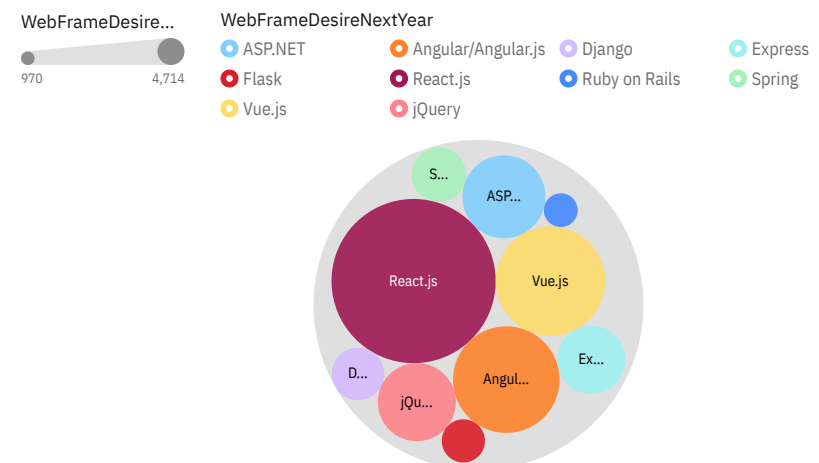 WebFrameDesire...
970 4,714
WebFrameDesireNextYear
ASP.NET Angular/Angular.js Django Express
Flask React.js Ruby on Rails Spring
Vue.js jQuery
S...
ASP...
React.js
Vue.js
Ex...
D...
Angul...
jQu...